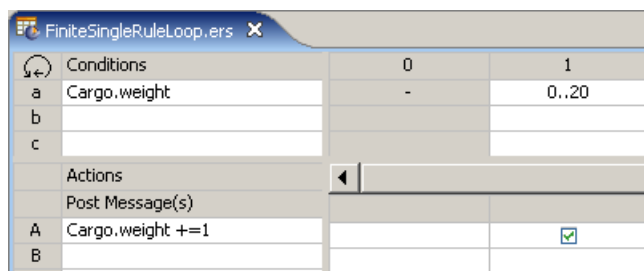 FiniteSingleRuleLoop.ers
Conditions 0 1
a Cargo.weight - 0..20
b
c
Actions
Post Message(s)
A Cargo.weight +=1
B